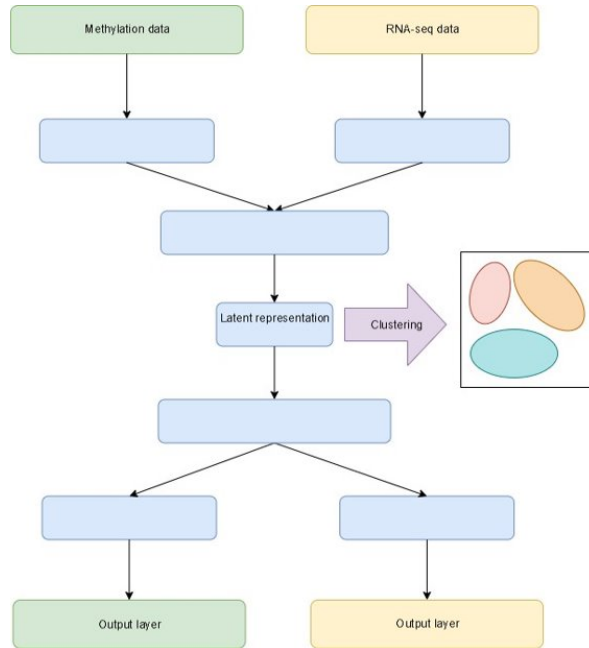 Methylation data
RNA-seq data
Latent representation
Clustering
Output layer
Output layer